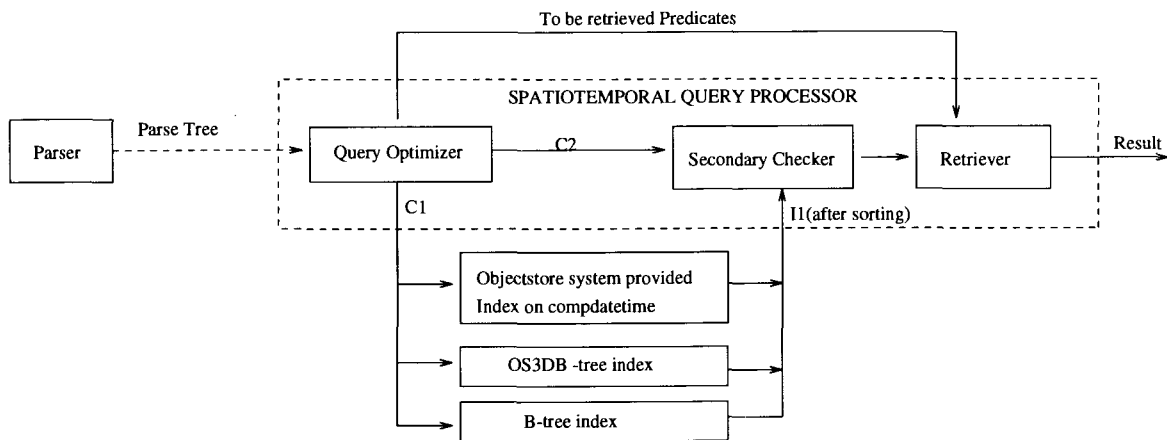 To be retrieved Predicates
SPATIOTEMPORAL QUERY PROCESSOR
Parse Tree
Parser
Query Optimizer
C2
Secondary Checker
Retriever
Result
C1
I1(after sorting)
Objectstore system provided
Index on compdatetime
OS3DB -tree index
B-tree index